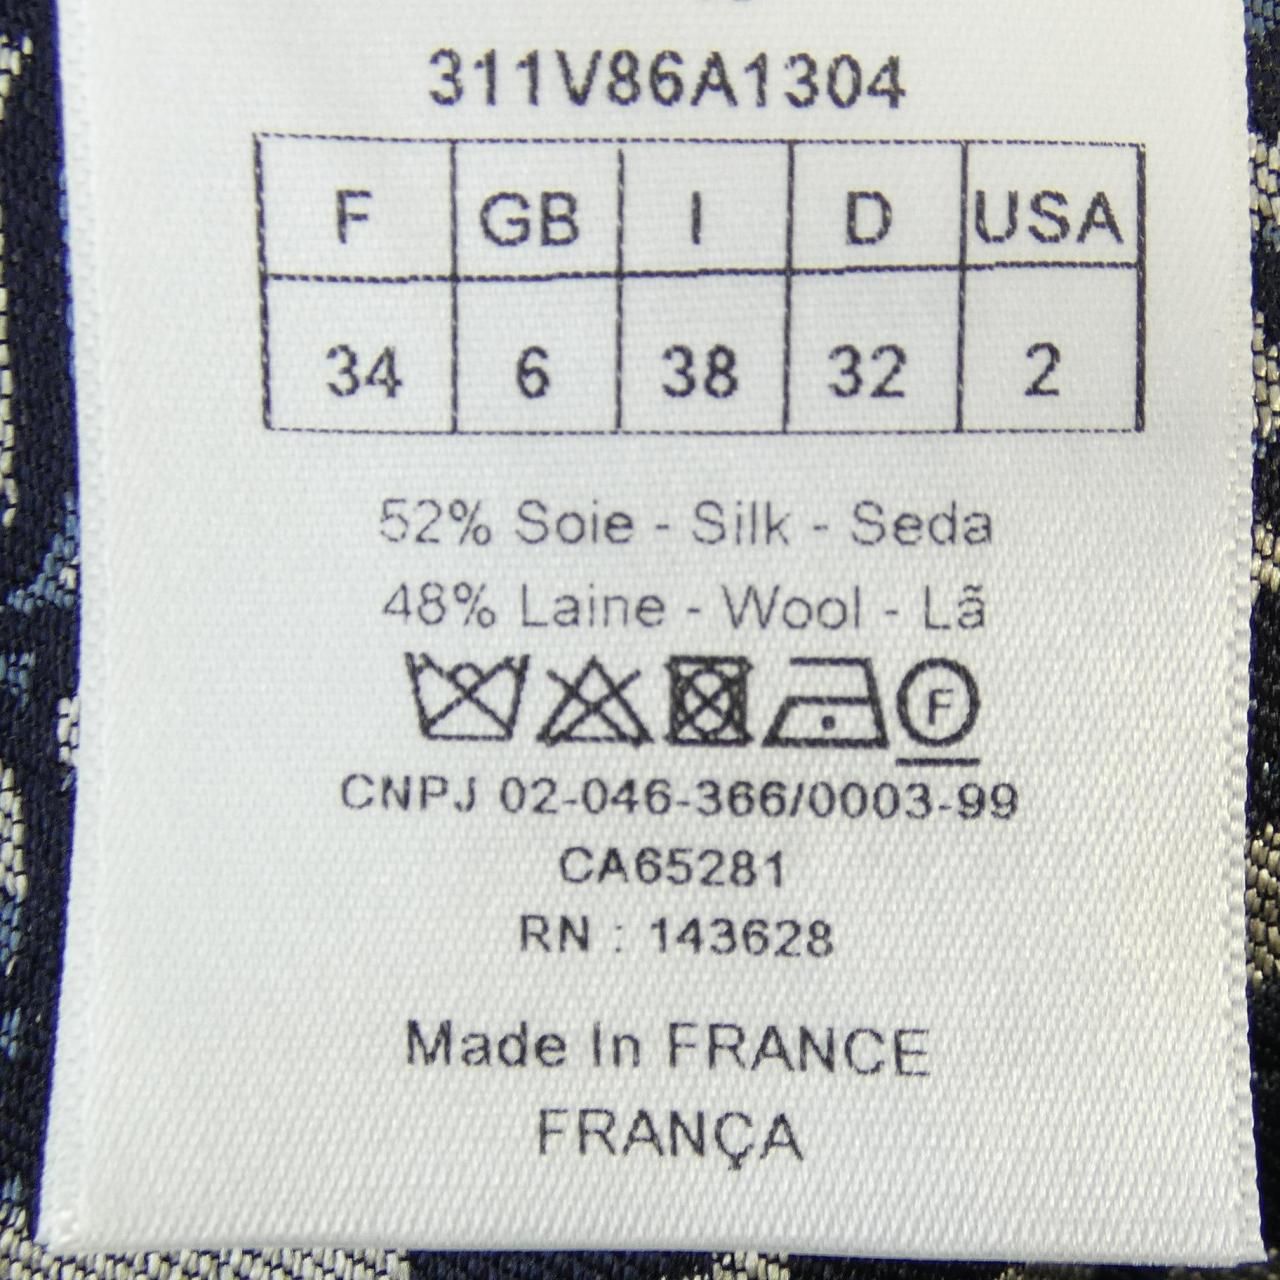 311V86A1304
F GB I D USA
34 6 38 32 2
52% Soie - Silk - Seda
48% Laine - Wool - Lã
F
CNPJ 02-046-366/0003-99
CA65281
RN : 143628
Made In FRANCE
FRANÇA